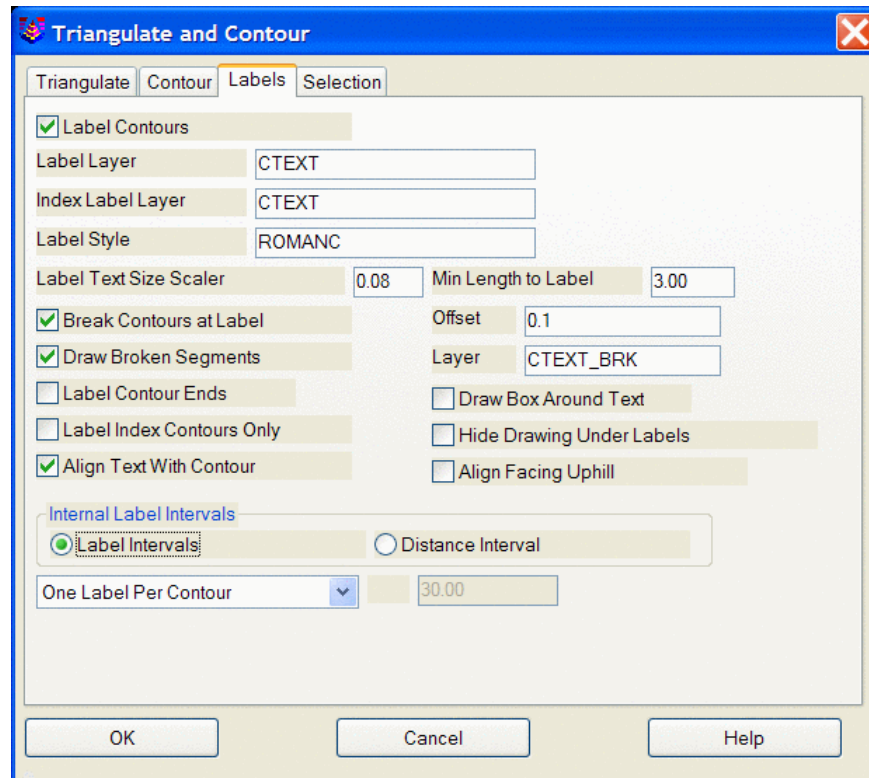 Triangulate and Contour
Triangulate Contour Labels Selection
Label Contours
Label Layer CTEXT
Index Label Layer CTEXT
Label Style ROMANC
Label Text Size Scaler 0.08 Min Length to Label 3.00
Break Contours at Label Offset 0.1
Draw Broken Segments Layer CTEXT_BRK
Label Contour Ends Draw Box Around Text
Label Index Contours Only Hide Drawing Under Labels
Align Text With Contour Align Facing Uphill
Internal Label Intervals
Label Intervals Distance Interval
One Label Per Contour 30.00
OK Cancel Help